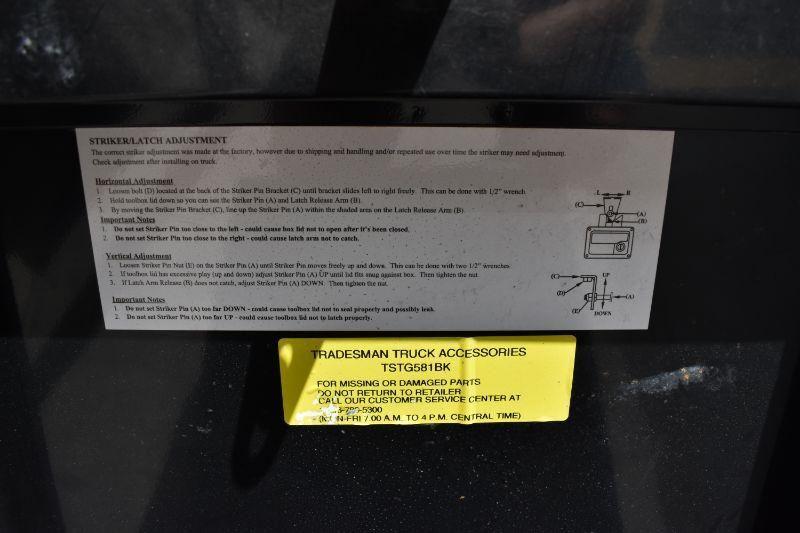 STRIKER/LATCH ADJUSTMENT
The correct striker adjustment was made at the factory, however due to shipping and handling and/or repeated use over time the striker may need adjustment.
Check adjustment after installing on truck.
Horizontal Adjustment
1. Loosen bolt (D) located at the back of the Striker Pin Bracket (C) until bracket slides left to right freely. This can be done with 1/2" wrench.
2. Hold toolbox lid down so you can see the Striker Pin (A) and Latch Release Arm (B).
3. By moving the Striker Pin Bracket (C), line up the Striker Pin (A) within the shaded area on the Latch Release Arm (B).
Important Notes
1. Do not set Striker Pin too close to the left - could cause box lid not to open after it's been closed.
2. Do not set Striker Pin too close to the right - could cause latch arm not to catch.
Vertical Adjustment
1. Loosen Striker Pin Nut (E) on the Striker Pin (A) until Striker Pin moves freely up and down. This can be done with two 1/2" wrenches.
2. If toolbox lid has excessive play (up and down) adjust Striker Pin (A) UP until lid fits snug against box. Then tighten the nut.
3. If Latch Arm Release (B) does not catch, adjust Striker Pin (A) DOWN. Then tighten the nut.
Important Notes
1. Do not set Striker Pin (A) too far DOWN - could cause toolbox lid not to seal properly and possibly leak.
2. Do not set Striker Pin (A) too far UP - could cause toolbox lid not to latch properly.
L R
(C)
(A)
(B)
UP
(C)
(D)
(A)
(E)
DOWN
TRADESMAN TRUCK ACCESSORIES
TSTG581BK
FOR MISSING OR DAMAGED PARTS
DO NOT RETURN TO RETAILER
CALL OUR CUSTOMER SERVICE CENTER AT
5300
(MON-FRI 7:00 A.M. TO 4 P.M. CENTRAL TIME)